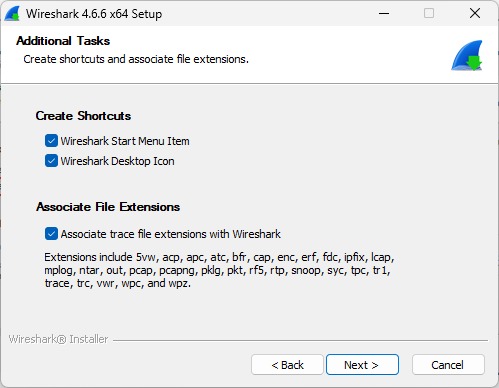 Wireshark 4.6.6 x64 Setup
Additional Tasks
Create shortcuts and associate file extensions.
Create Shortcuts
Wireshark Start Menu Item
Wireshark Desktop Icon
Associate File Extensions
Associate trace file extensions with Wireshark
Extensions include 5vw, acp, apc, atc, bfr, cap, enc, erf, fdc, ipfix, lcap,
mplog, ntar, out, pcap, pcapng, pklg, pkt, rf5, rtp, snoop, syc, tpc, tr1,
trace, trc, vwr, wpc, and wpz.
Wireshark® Installer
< Back Next > Cancel